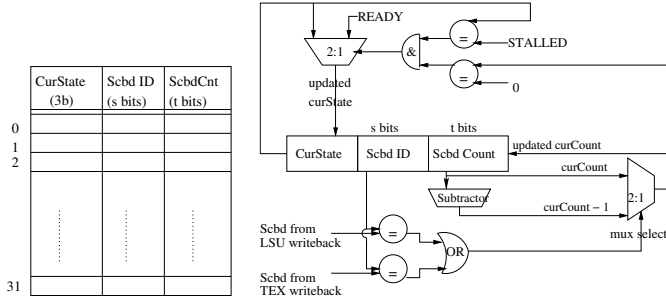 CurState Scbd ID ScbdCnt
(3b) (s bits) (t bits)
0
1
2
31
READY
2:1
&
=
STALLED
=
0
updated
curState
s bits t bits
CurState Scbd ID Scbd Count
updated curCount
curCount
Subtractor
curCount − 1
2:1
mux select
Scbd from
LSU writeback
=
OR
Scbd from
TEX writeback
=